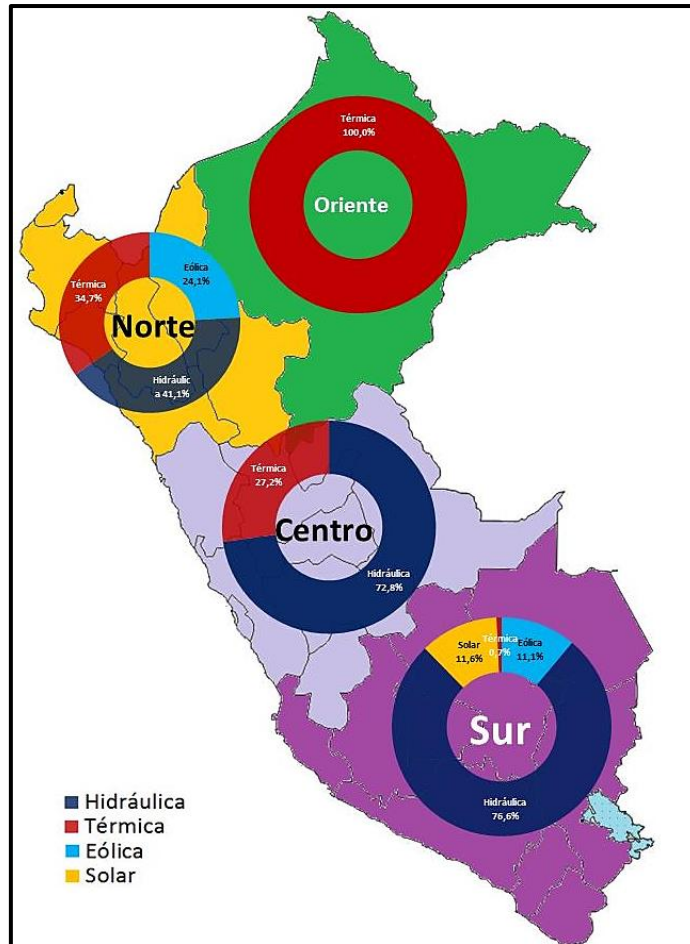 Térmica
100,0%
Oriente
Eólica
24,1%
Térmica
34,7%
Norte
Hidráulic
a 41,1%
Térmica
27,2%
Centro
Hidráulica
72,8%
Solar
11,6%
Térmica
0,7%
Eólica
11,1%
Sur
Hidráulica
76,6%
Hidráulica
Térmica
Eólica
Solar